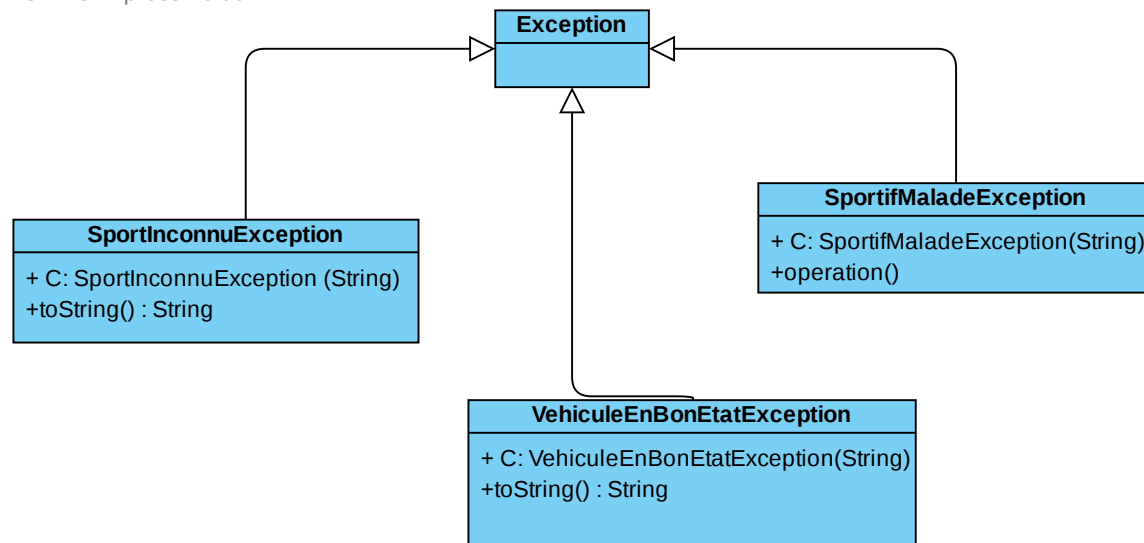 Exception
SportifMaladeException
+ C: SportifMaladeException(String)
+operation()
SportInconnuException
+ C: SportInconnuException (String)
+toString() : String
VehiculeEnBonEtatException
+ C: VehiculeEnBonEtatException(String)
+toString() : String